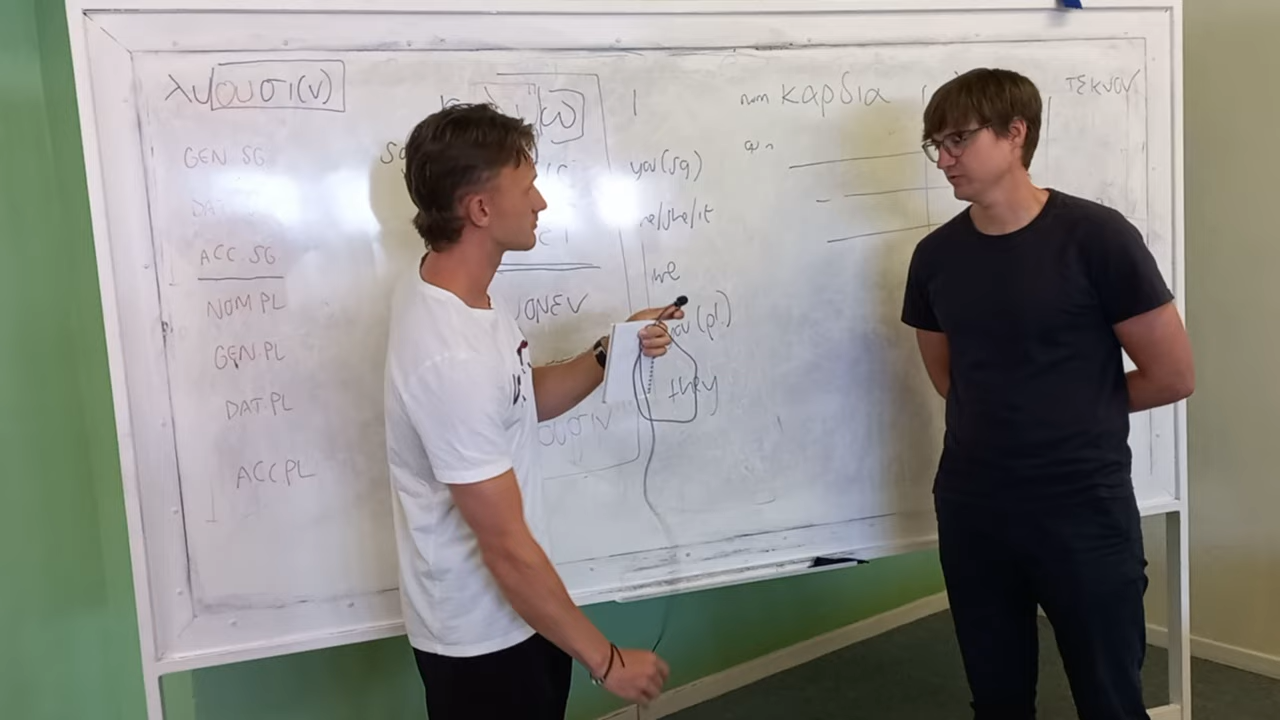 λυουσι(ν)
GEN SG
ACC.SG
NOM.PL
GEN.PL
DAT.PL
ACC.PL
ω
ουσιν
I
you(sg)
he/she/it
we
you(pl.)
they
nom καρδια
τεκνον